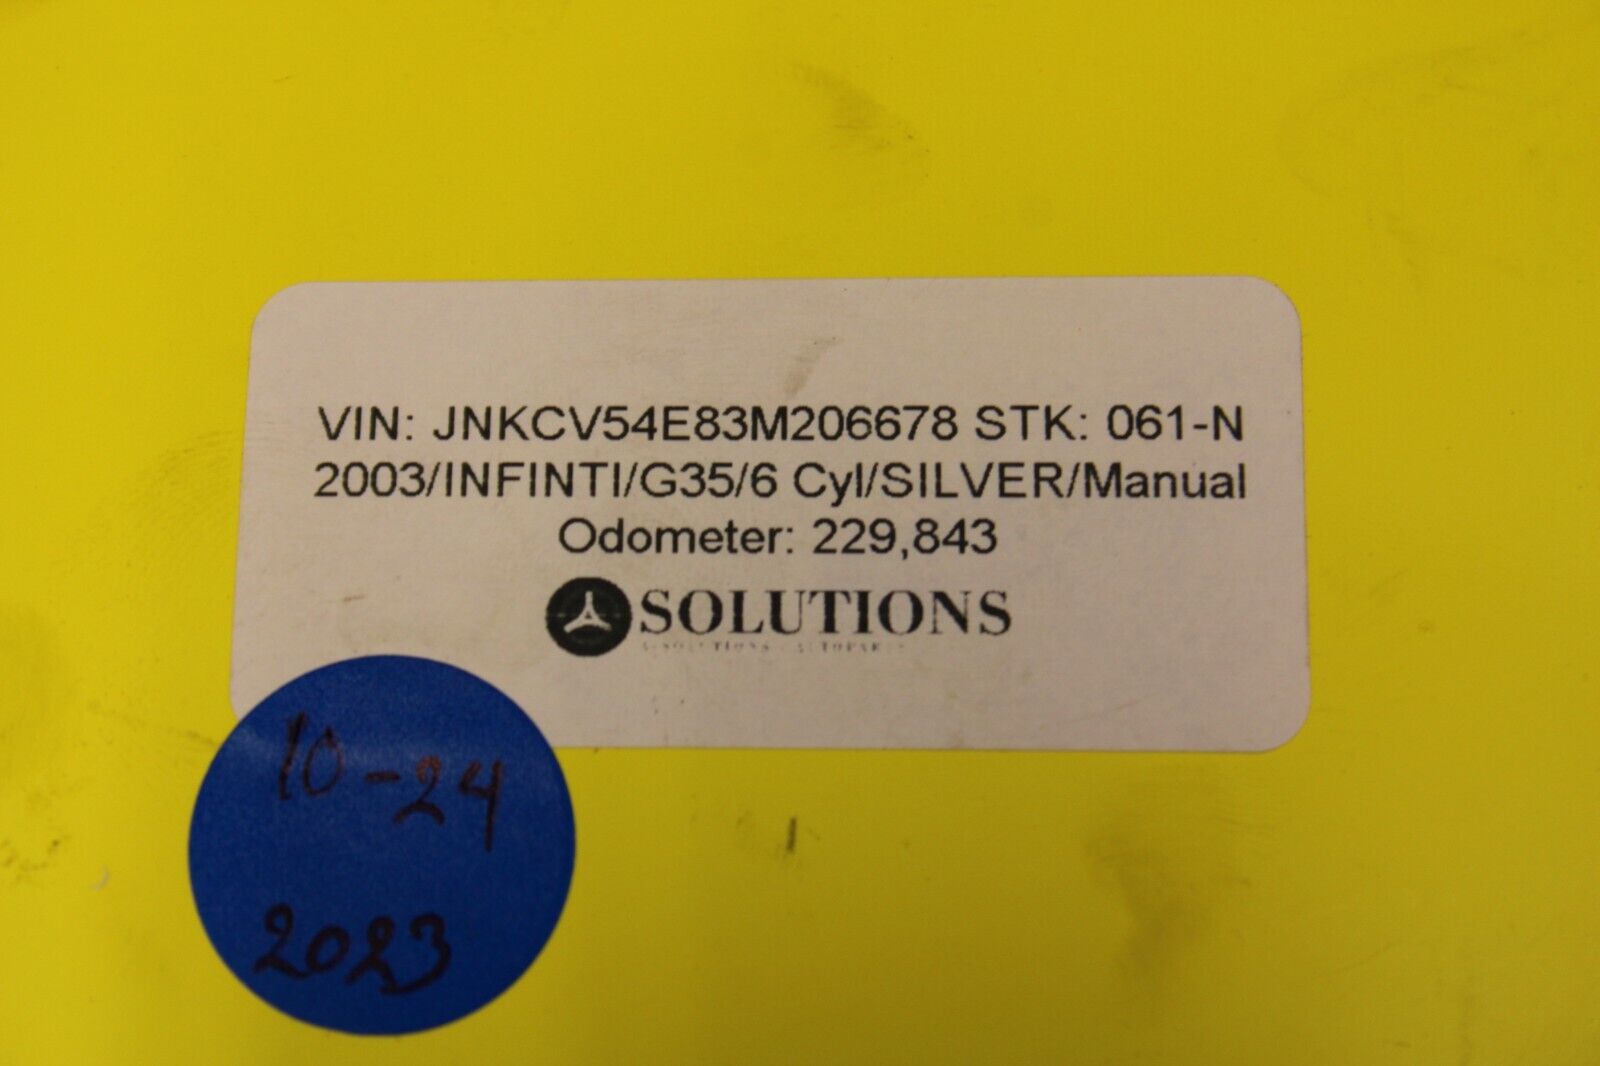 VIN: JNKCV54E83M206678 STK: 061-N
2003/INFINTI/G35/6 Cyl/SILVER/Manual
Odometer: 229,843
SOLUTIONS
10-24
2023